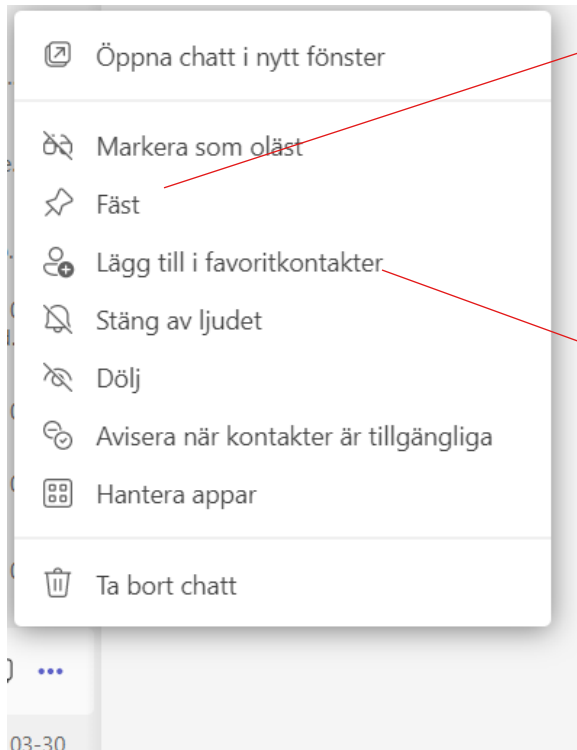 Öppna chatt i nytt fönster
Markera som oläst
Fäst
Lägg till i favoritkontakter
Stäng av ljudet
Dölj
Avisera när kontakter är tillgängliga
Hantera appar
Ta bort chatt
03-30